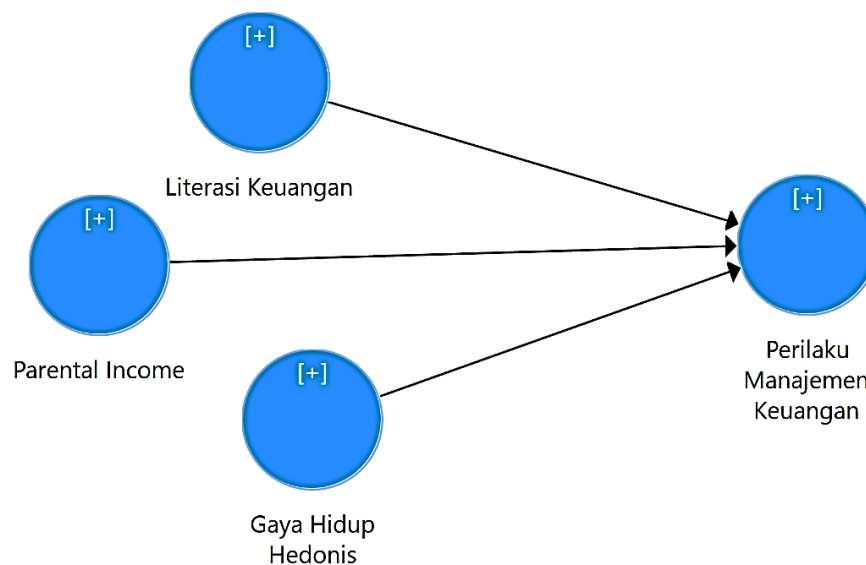 [+]
Literasi Keuangan
[+]
Parental Income
[+]
Gaya Hidup
Hedonis
[+]
Perilaku
Manajemen
Keuangan